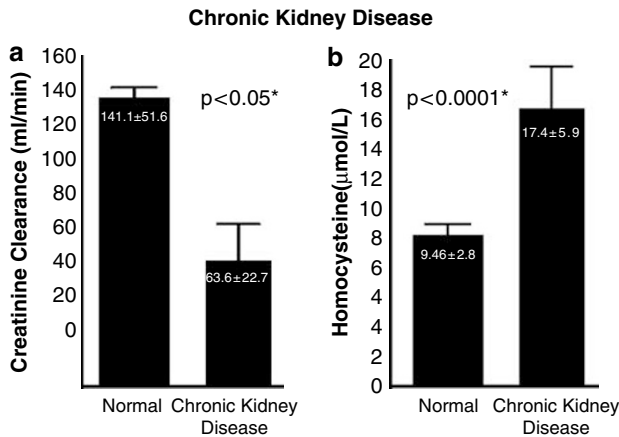 Chronic Kidney Disease
a
Creatinine Clearance (ml/min)
160
140
120
100
80
60
40
20
0
p<0.05*
141.1±51.6
63.6±22.7
Normal
Chronic Kidney
Disease
b
Homocysteine(μmol/L)
20
18
16
14
12
10
8
6
4
2
0
p<0.0001*
9.46±2.8
17.4±5.9
Normal
Chronic Kidney
Disease